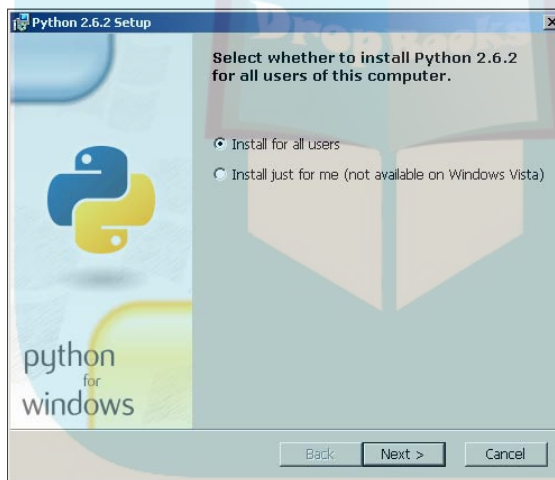 Python 2.6.2 Setup
DropBooks
Select whether to install Python 2.6.2
for all users of this computer.
Install for all users
Install just for me (not available on Windows Vista)
python
for
windows
Back
Next >
Cancel